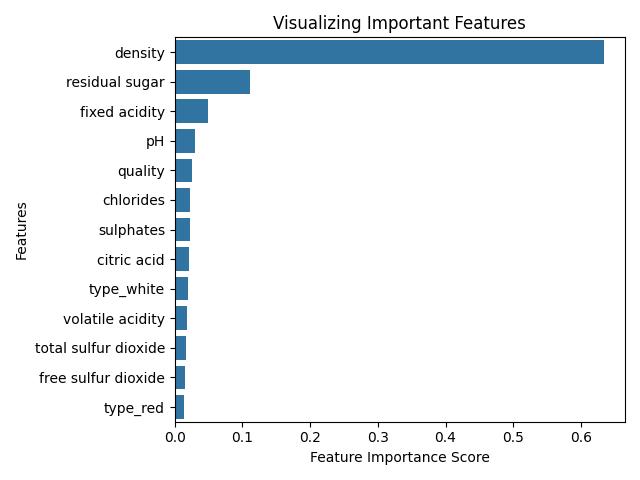 Visualizing Important Features
density
residual sugar
fixed acidity
pH
quality
chlorides
sulphates
citric acid
type_white
volatile acidity
total sulfur dioxide
free sulfur dioxide
type_red
Features
0.0 0.1 0.2 0.3 0.4 0.5 0.6
Feature Importance Score